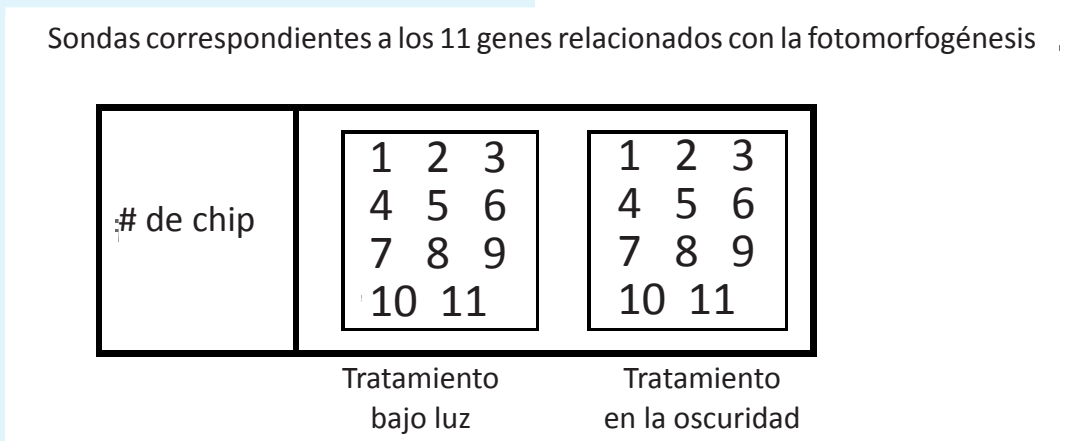 Sondas correspondientes a los 11 genes relacionados con la fotomorfogénesis
# de chip
1 2 3
4 5 6
7 8 9
10 11
1 2 3
4 5 6
7 8 9
10 11
Tratamiento
bajo luz
Tratamiento
en la oscuridad